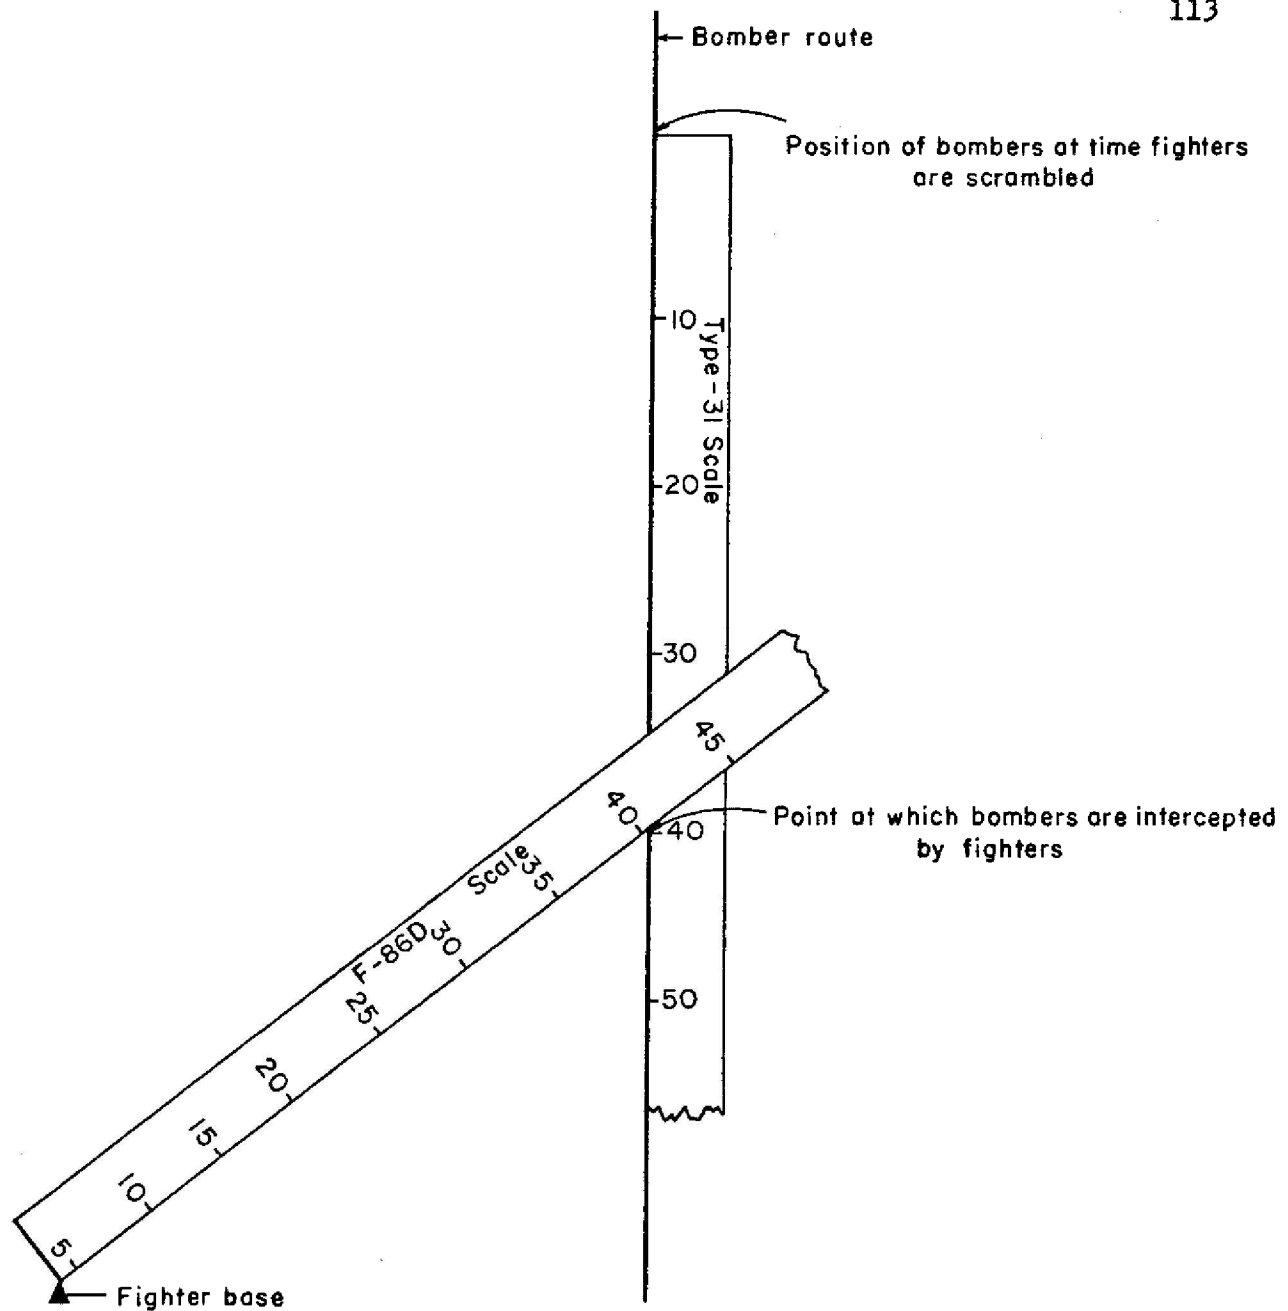 113
Bomber route
Position of bombers at time fighters
are scrambled
10
Type-31 Scale
20
30
45
40
40
Point at which bombers are intercepted
by fighters
F-86D Scale
35
30
25
50
20
15
10
5
Fighter base